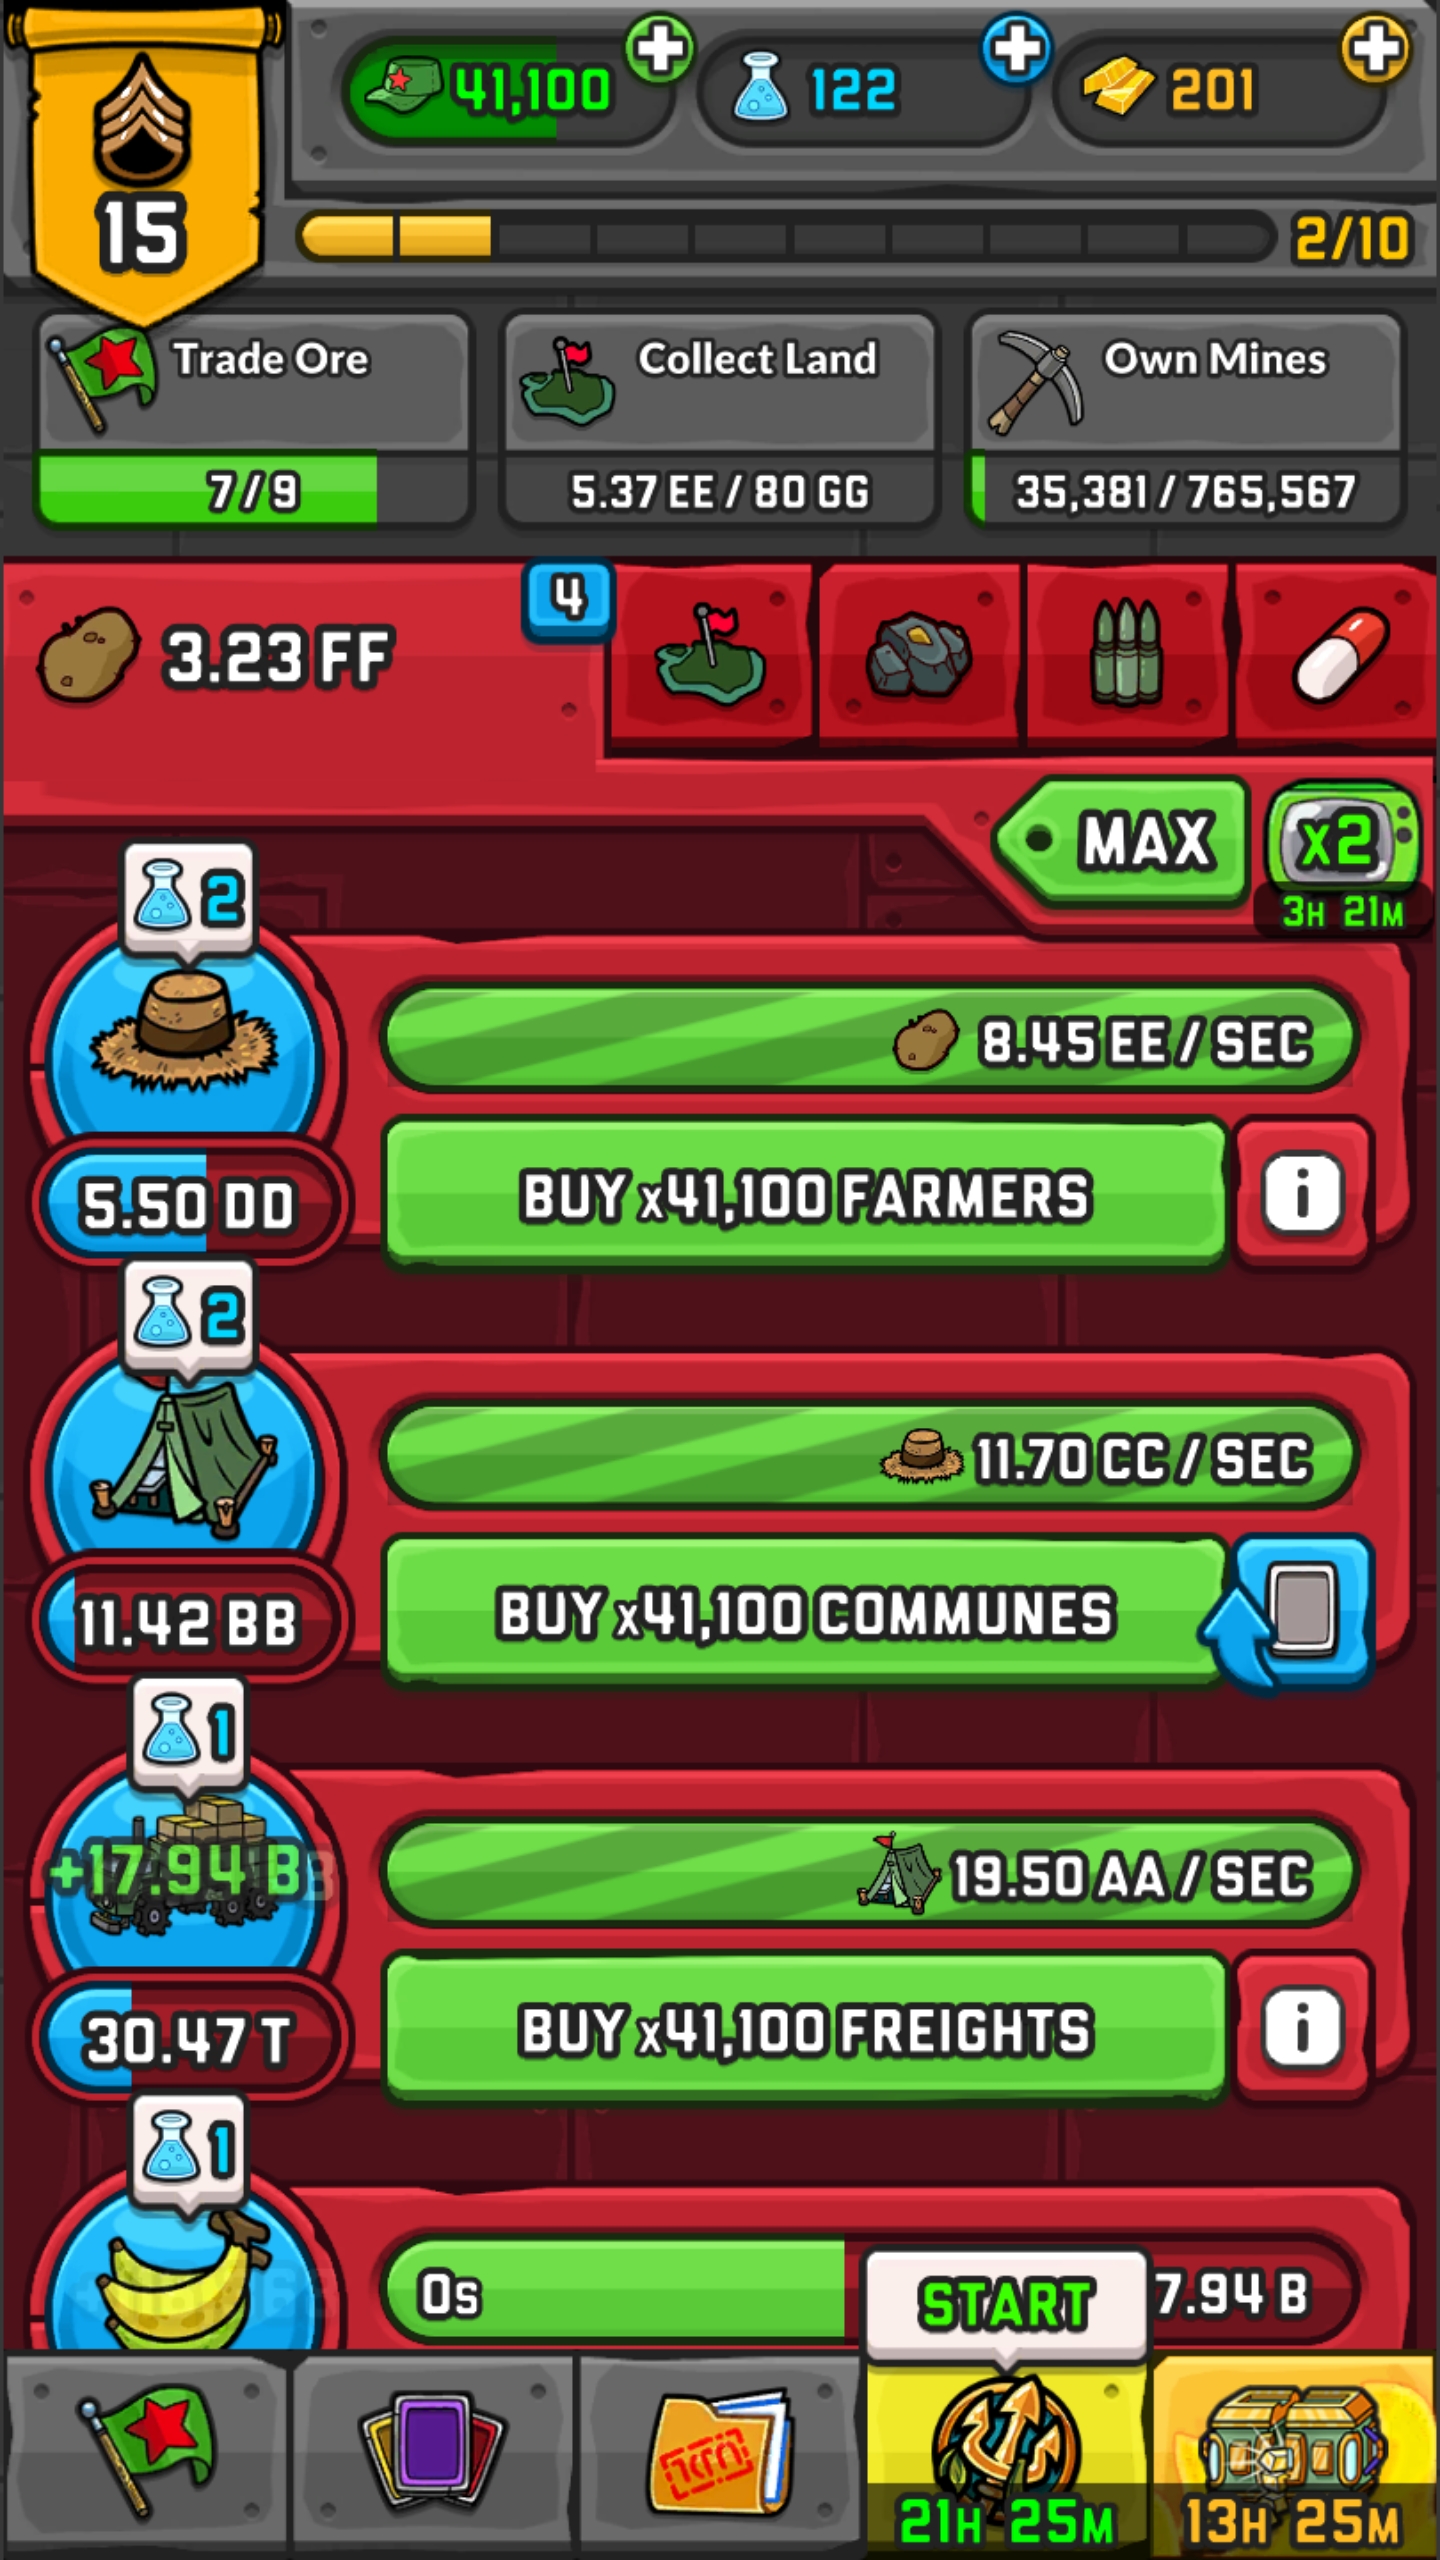 41,100
122
201
15
2/10
Trade Ore
Collect Land
Own Mines
7/9
5.37 EE / 80 GG
35,381 / 765,567
3.23 FF
4
MAX
x2
3H 21M
2
8.45 EE / SEC
BUY x41,100 FARMERS
5.50 DD
2
11.70 CC / SEC
BUY x41,100 COMMUNES
11.42 BB
1
+17.94 B
19.50 AA / SEC
BUY x41,100 FREIGHTS
30.47 T
1
0s
7.94 B
START
21H 25M
13H 25M